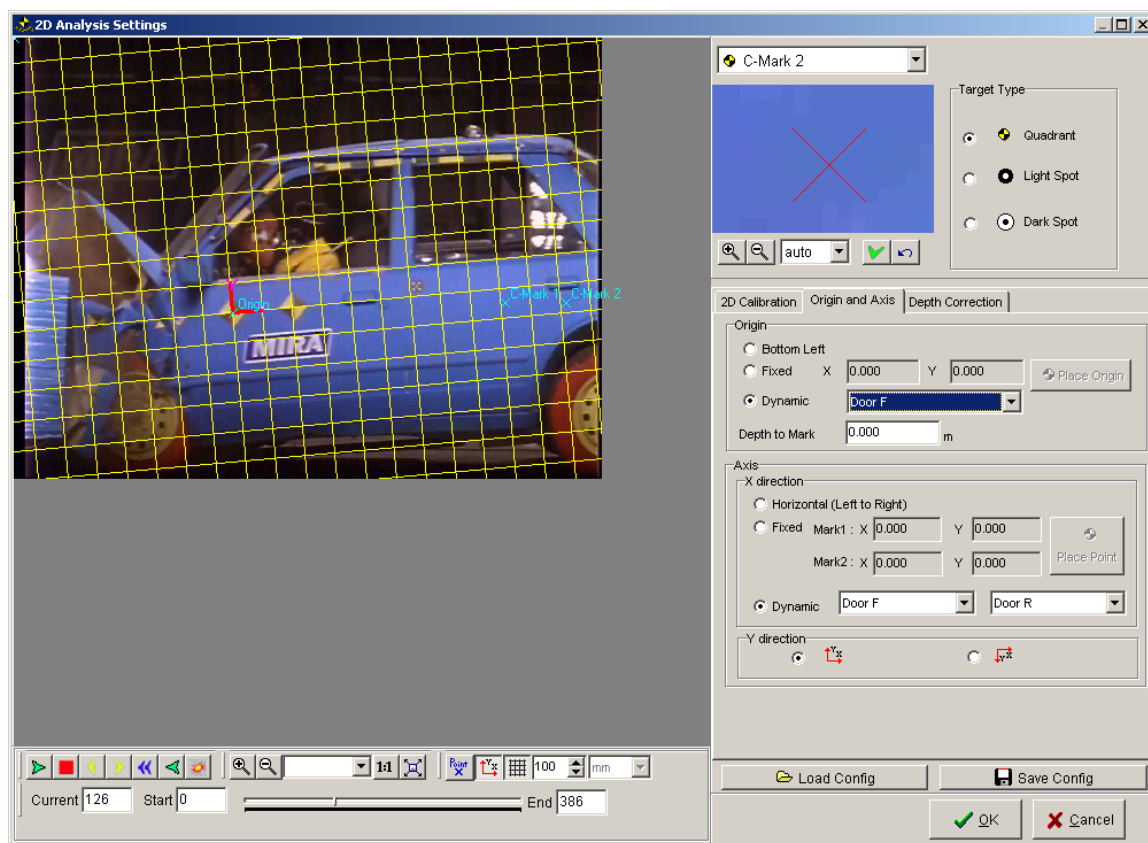 2D Analysis Settings
C-Mark 2
Target Type
Quadrant
Light Spot
Dark Spot
auto
Origin
C-Mark 1
C-Mark 2
MIRA
2D Calibration
Origin and Axis
Depth Correction
Origin
Bottom Left
Fixed X 0.000 Y 0.000
Place Origin
Dynamic Door F
Depth to Mark 0.000 m
Axis
X direction
Horizontal (Left to Right)
Fixed Mark1 : X 0.000 Y 0.000
Mark2 : X 0.000 Y 0.000
Place Point
Dynamic Door F Door R
Y direction
Y X
Y X
1:1 Point X Y X 100 mm
Current 126 Start 0 End 386
Load Config
Save Config
OK
Cancel